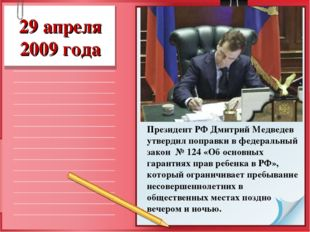 29 апреля
2009 года
Президент РФ Дмитрий Медведев
утвердил поправки в федеральный
закон № 124 «Об основных
гарантиях прав ребенка в РФ»,
который ограничивает пребывание
несовершеннолетних в
общественных местах поздно
вечером и ночью.